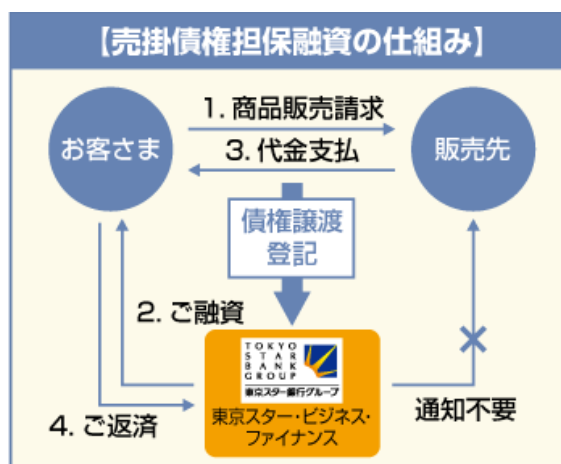 【売掛債権担保融資の仕組み】
1. 商品販売請求
お客さま
3. 代金支払
販売先
債権譲渡
登記
2. ご融資
TOKYO
STAR
BANK
GROUP
東京スター銀行グループ
東京スター・ビジネス・
ファイナンス
4. ご返済
通知不要